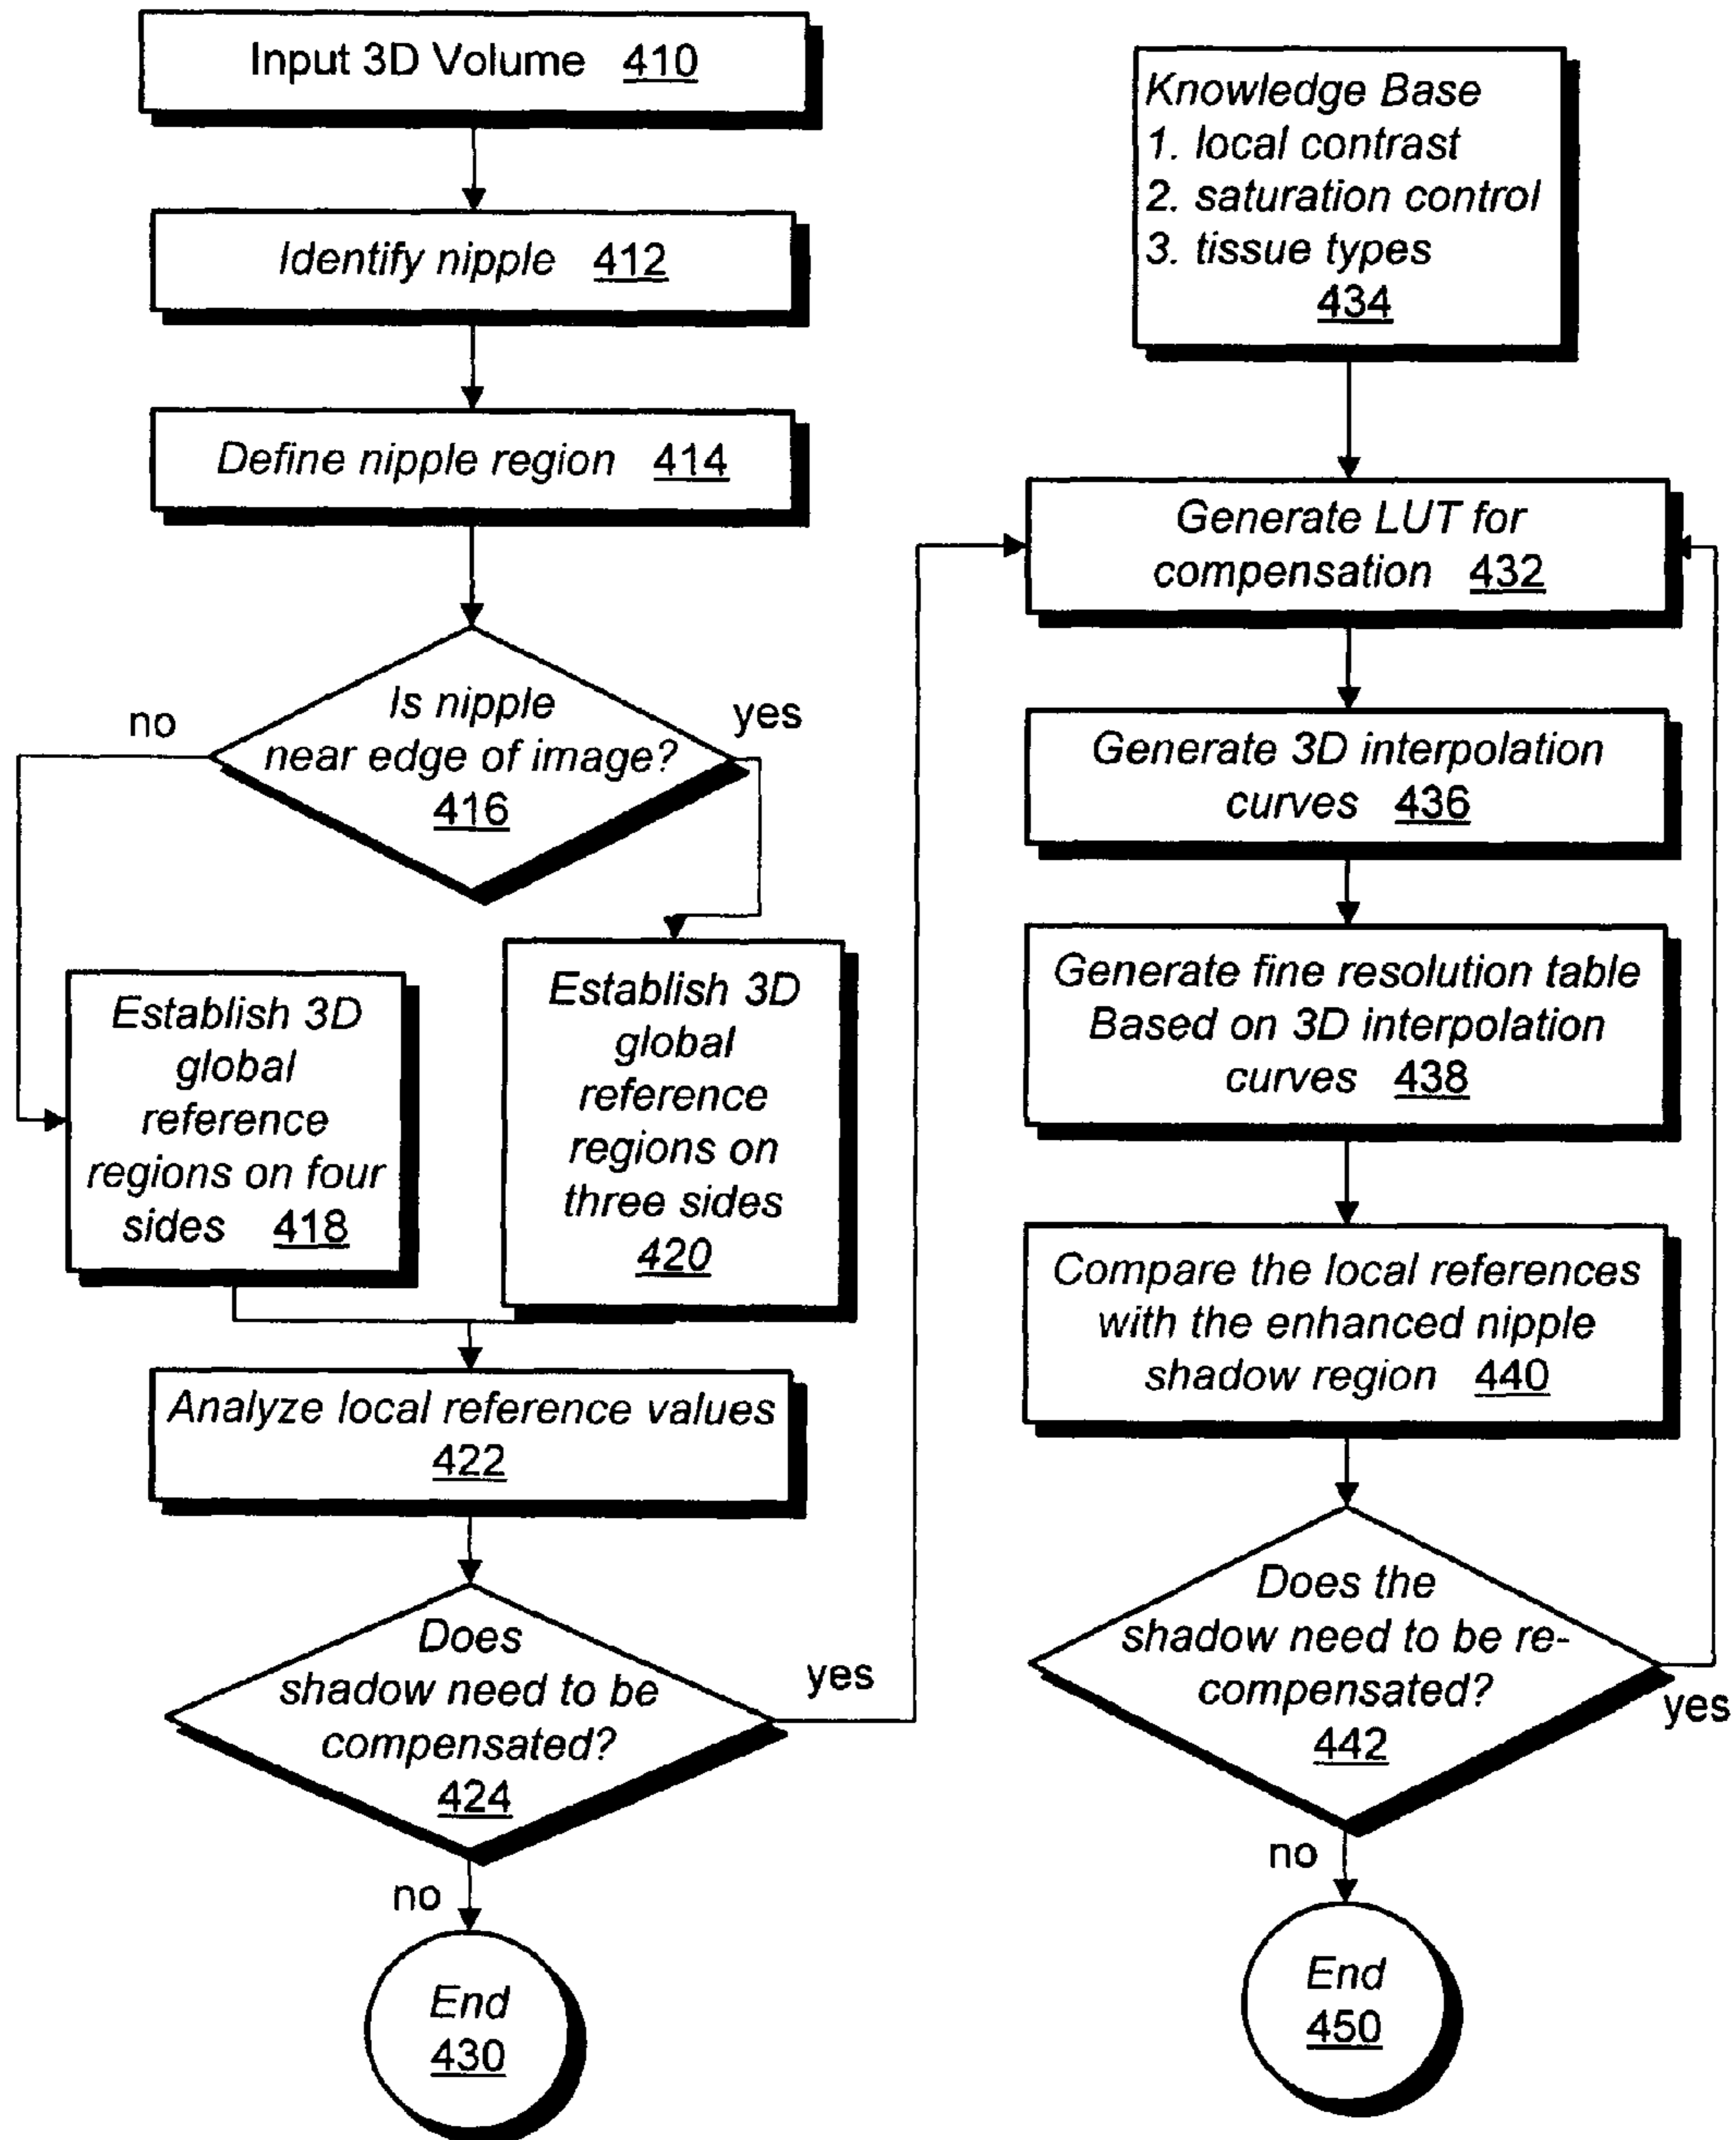 Input 3D Volume 410
Identify nipple 412
Define nipple region 414
Is nipple
near edge of image?
416
no
yes
Establish 3D
global
reference
regions on four
sides 418
Establish 3D
global
reference
regions on
three sides
420
Analyze local reference values
422
Does
shadow need to be
compensated?
424
yes
no
End
430
Knowledge Base
1. local contrast
2. saturation control
3. tissue types
434
Generate LUT for
compensation 432
Generate 3D interpolation
curves 436
Generate fine resolution table
Based on 3D interpolation
curves 438
Compare the local references
with the enhanced nipple
shadow region 440
Does the
shadow need to be re-
compensated?
442
yes
no
End
450